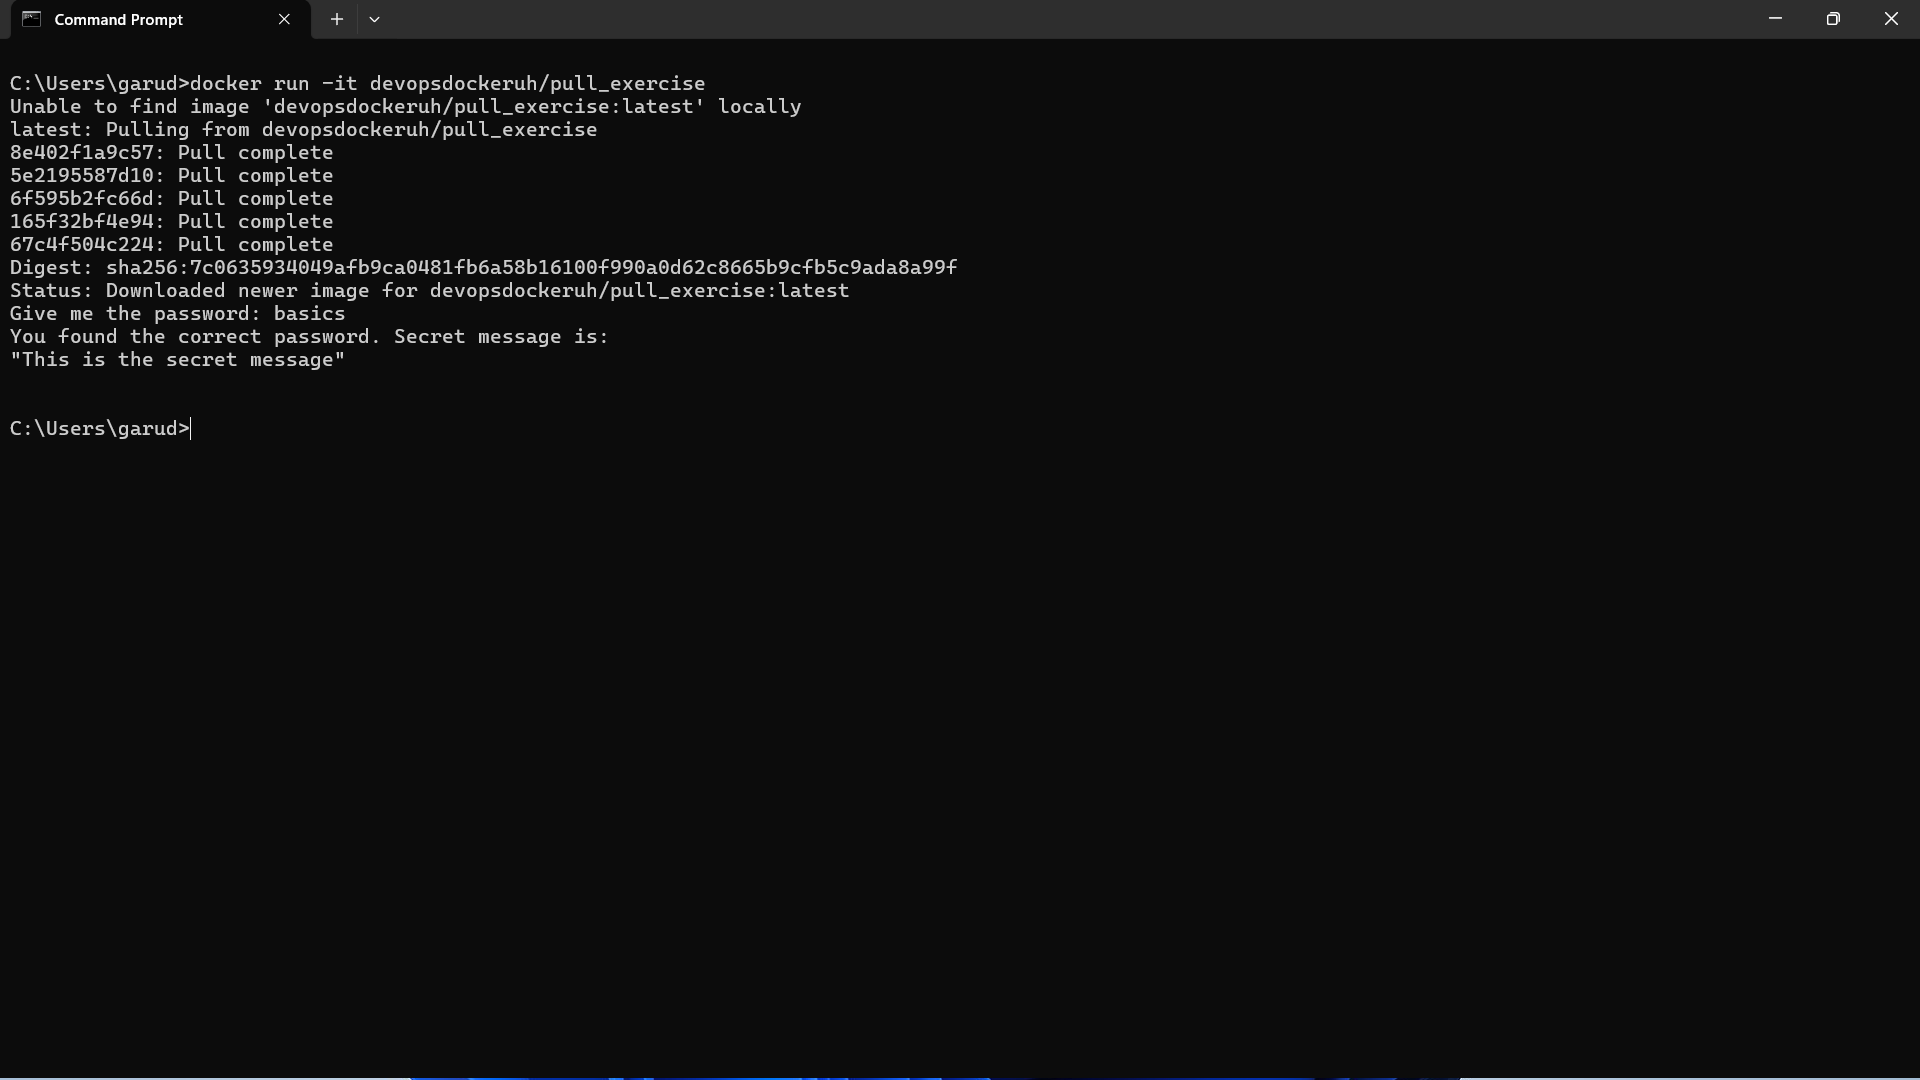 Command Prompt
C:\Users\garud>docker run -it devopsdockeruh/pull_exercise
Unable to find image 'devopsdockeruh/pull_exercise:latest' locally
latest: Pulling from devopsdockeruh/pull_exercise
8e402f1a9c57: Pull complete
5e2195587d10: Pull complete
6f595b2fc66d: Pull complete
165f32bf4e94: Pull complete
67c4f504c224: Pull complete
Digest: sha256:7c0635934049afb9ca0481fb6a58b16100f990a0d62c8665b9cfb5c9ada8a99f
Status: Downloaded newer image for devopsdockeruh/pull_exercise:latest
Give me the password: basics
You found the correct password. Secret message is:
"This is the secret message"
C:\Users\garud>